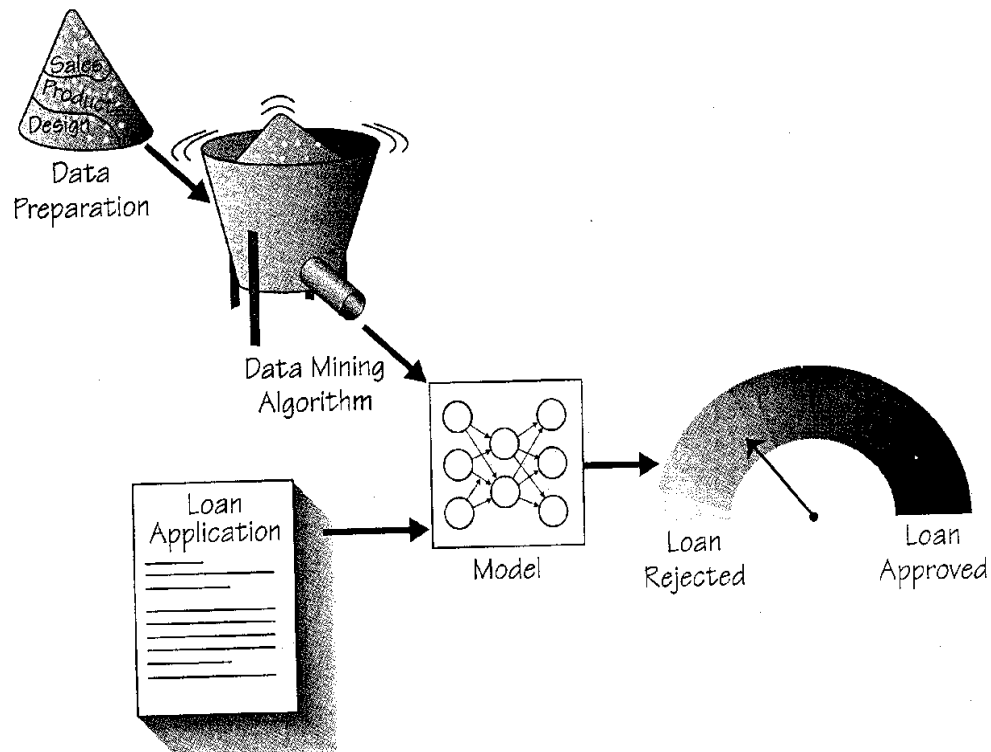 Sales
Product
Design
Data
Preparation
Data Mining
Algorithm
Loan
Application
Model
Loan
Rejected
Loan
Approved